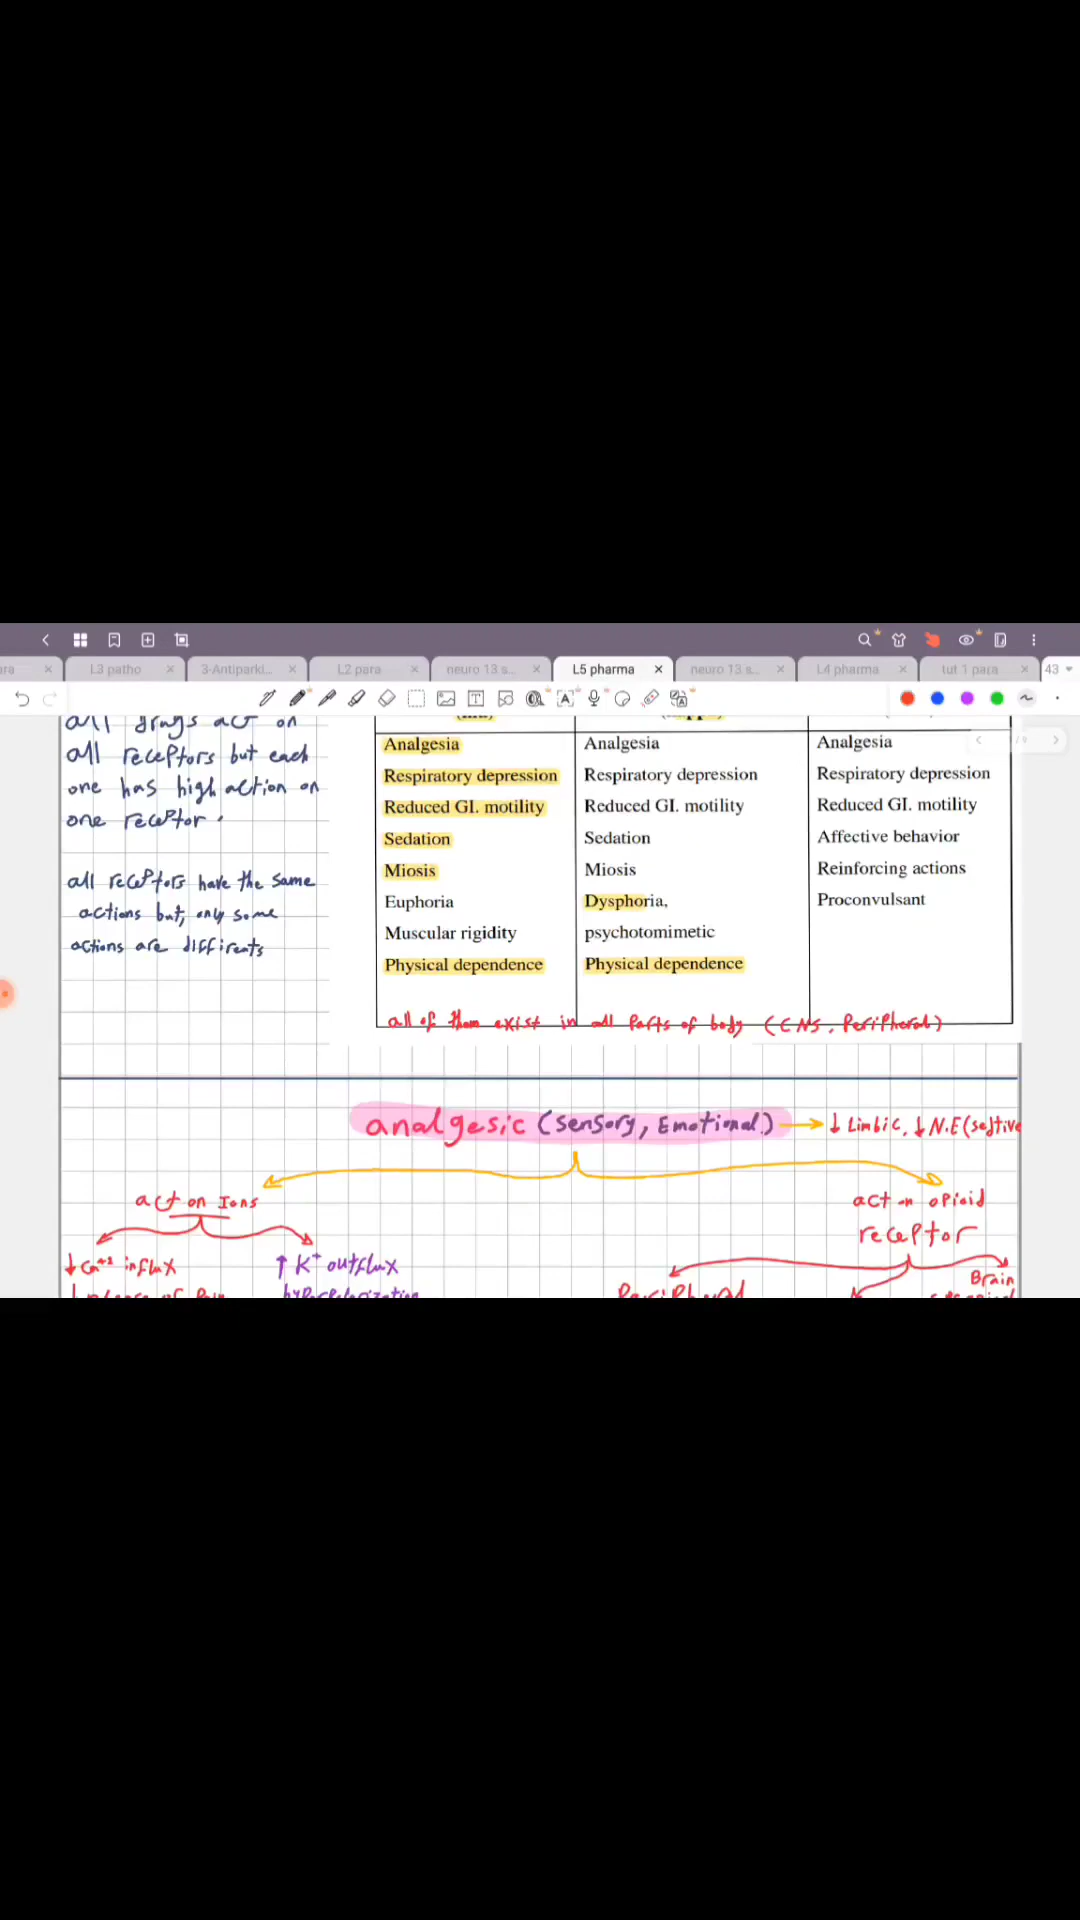 ara
L3 patho
3-Antiparki...
L2 para
neuro 13 s...
L5 pharma
neuro 13 s...
L4 pharma
tut 1 para
43
all drugs act on
all receptors but each
one has high action on
one receptor.
all receptors have the same
actions but, only some
actions are diffirents
Analgesia
Respiratory depression
Reduced GI. motility
Sedation
Miosis
Euphoria
Muscular rigidity
Physical dependence
Analgesia
Respiratory depression
Reduced GI. motility
Sedation
Miosis
Dysphoria,
psychotomimetic
Physical dependence
Analgesia
Respiratory depression
Reduced GI. motility
Affective behavior
Reinforcing actions
Proconvulsant
all of them exist in all parts of body (CNS, Peripheral)
analgesic (sensory, Emotional) → ↓ Limbic, ↓ N.E
act on Ions
↓ Ca+2 influx
↑ K+ outflux
hyperpolarization
act on opioid
receptor
Peripheral
Brain